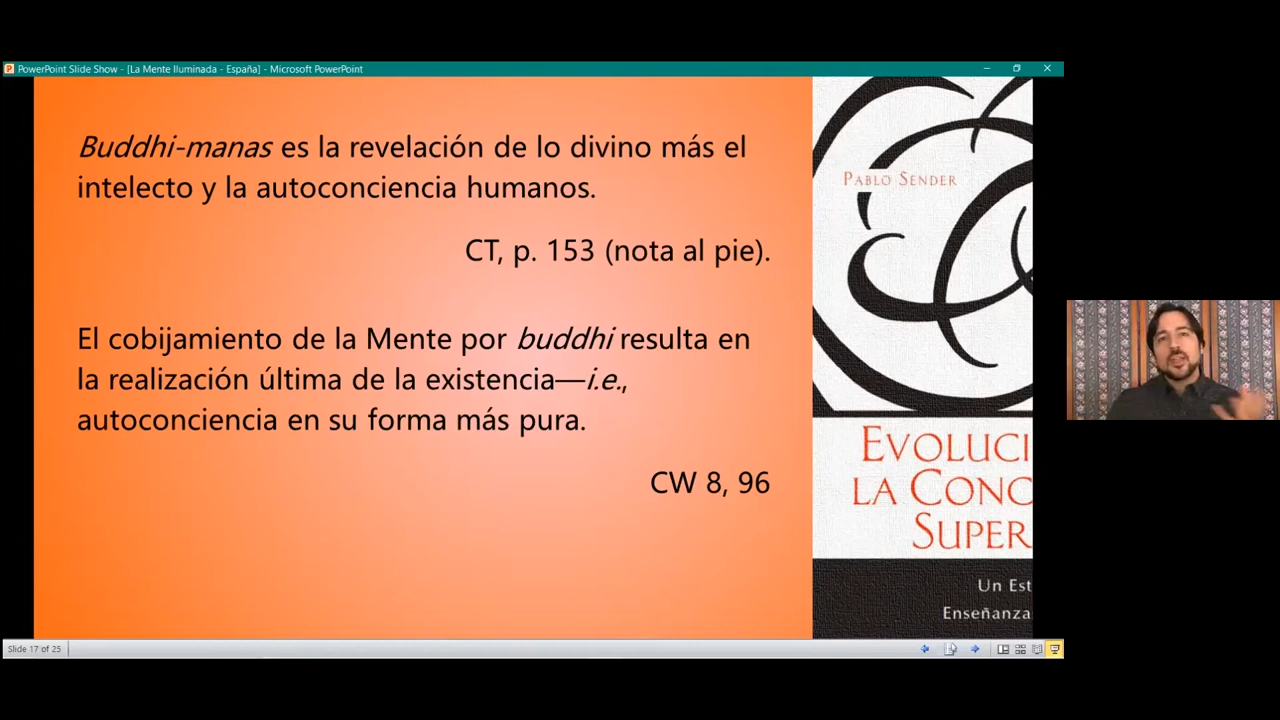 PowerPoint Slide Show - [La Mente Iluminada - España] - Microsoft PowerPoint
Buddhi-manas es la revelación de lo divino más el
intelecto y la autoconciencia humanos.
CT, p. 153 (nota al pie).
El cobijamiento de la Mente por buddhi resulta en
la realización última de la existencia—i.e.,
autoconciencia en su forma más pura.
CW 8, 96
PABLO SENDER
EVOLUCI
LA CONC
SUPER
Un Est
Enseñanza
Slide 17 of 25